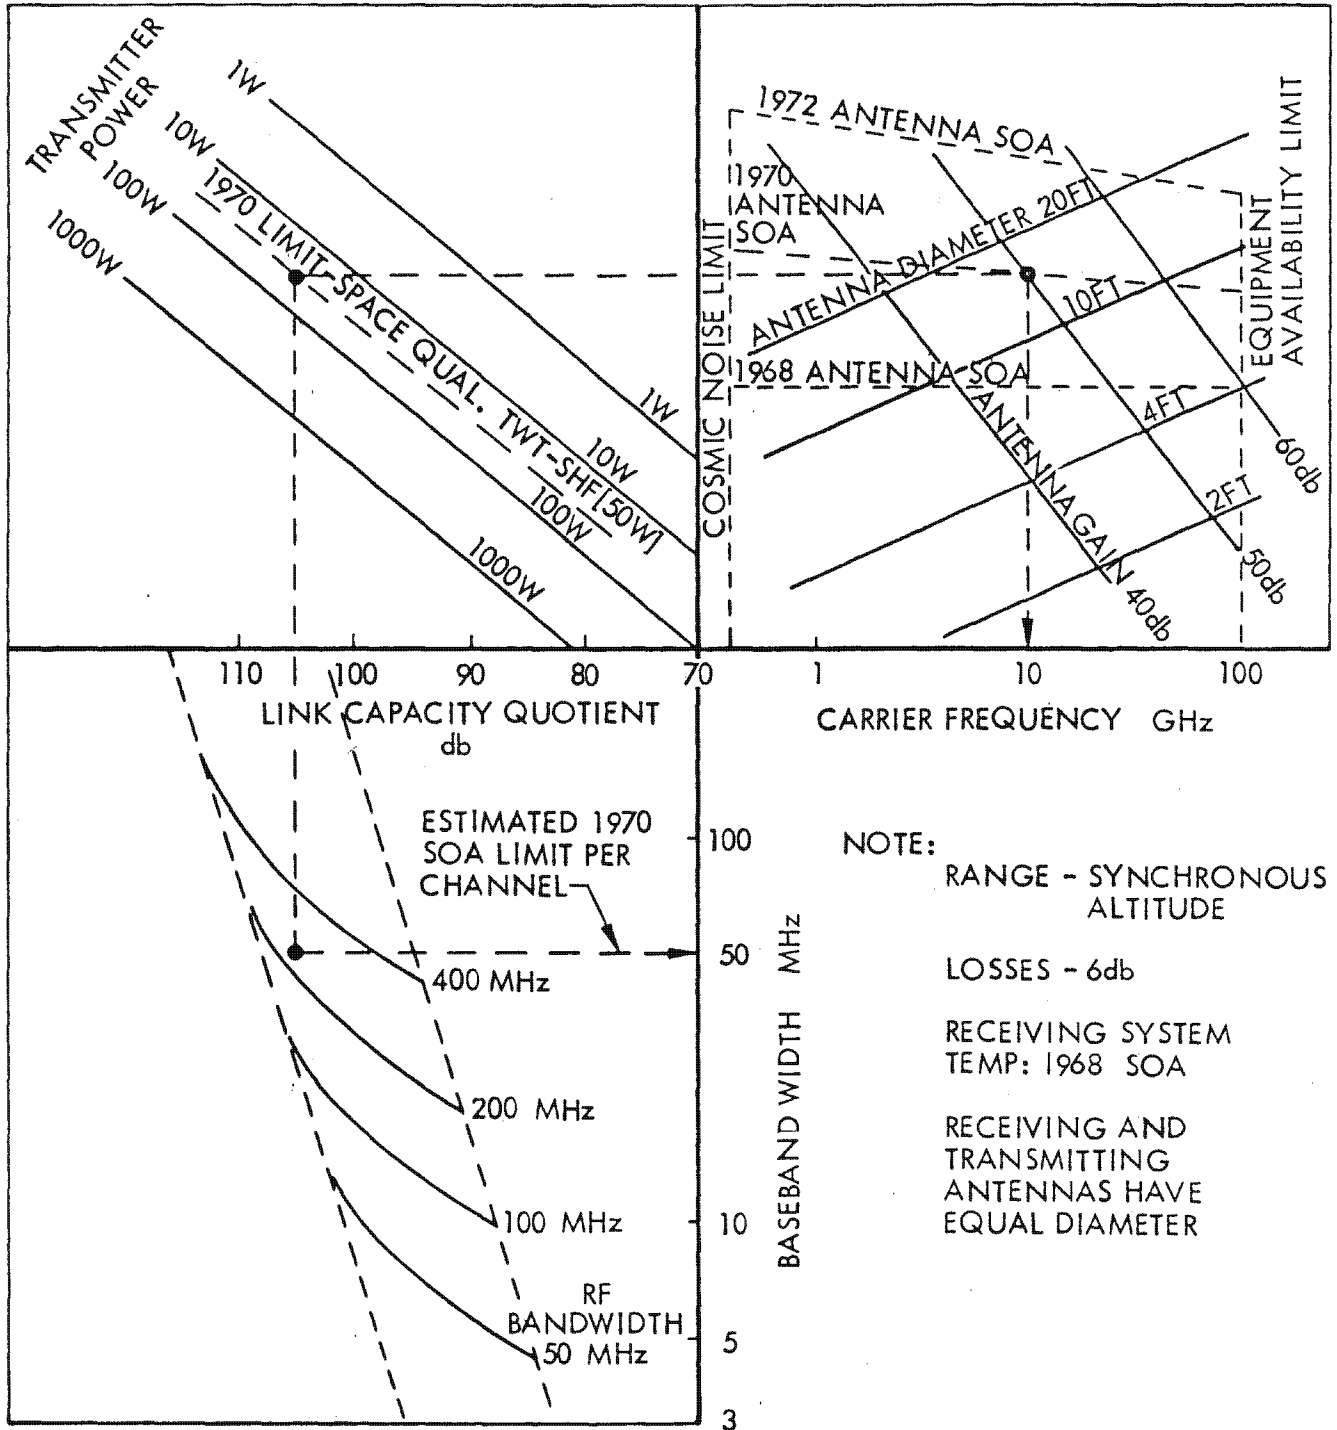 TRANSMITTER
POWER
1W
10W
100W
1000W
1970 LIMIT-SPACE QUAL. TWT-SHF[50W]
1W
10W
100W
1000W
COSMIC NOISE LIMIT
1972 ANTENNA SOA
1970
ANTENNA
SOA
1968 ANTENNA SOA
ANTENNA DIAMETER 20FT
10FT
4FT
2FT
ANTENNA GAIN 40db
50db
60db
EQUIPMENT
AVAILABILITY LIMIT
110 100 90 80 70
LINK CAPACITY QUOTIENT
db
1 10 100
CARRIER FREQUENCY GHz
ESTIMATED 1970
SOA LIMIT PER
CHANNEL
400 MHz
200 MHz
100 MHz
RF
BANDWIDTH
50 MHz
100
50
10
5
3
BASEBAND WIDTH MHz
NOTE:
RANGE - SYNCHRONOUS
ALTITUDE
LOSSES - 6db
RECEIVING SYSTEM
TEMP: 1968 SOA
RECEIVING AND
TRANSMITTING
ANTENNAS HAVE
EQUAL DIAMETER